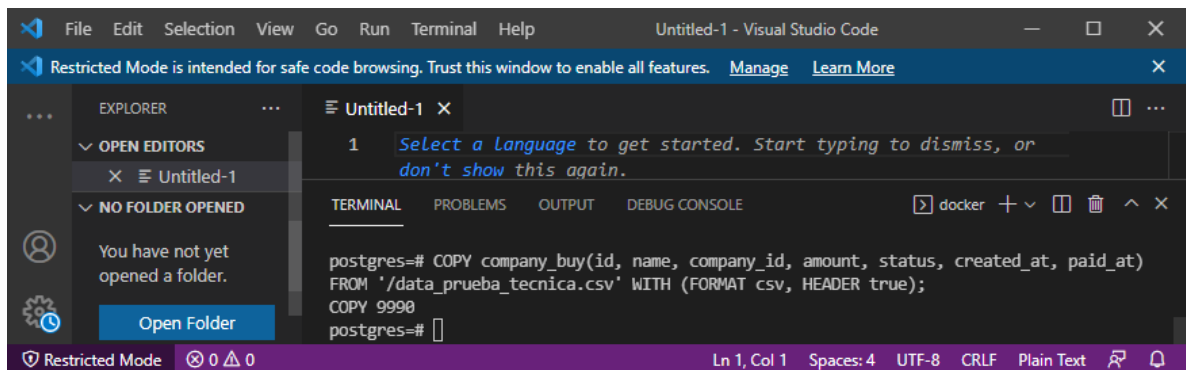 File Edit Selection View Go Run Terminal Help Untitled-1 - Visual Studio Code
Restricted Mode is intended for safe code browsing. Trust this window to enable all features. Manage Learn More
EXPLORER
Untitled-1
OPEN EDITORS
Untitled-1
NO FOLDER OPENED
You have not yet
opened a folder.
Open Folder
1 Select a language to get started. Start typing to dismiss, or
don't show this again.
TERMINAL PROBLEMS OUTPUT DEBUG CONSOLE docker
postgres=# COPY company_buy(id, name, company_id, amount, status, created_at, paid_at)
FROM '/data_prueba_tecnica.csv' WITH (FORMAT csv, HEADER true);
COPY 9990
postgres=#
Restricted Mode 0 0 Ln 1, Col 1 Spaces: 4 UTF-8 CRLF Plain Text